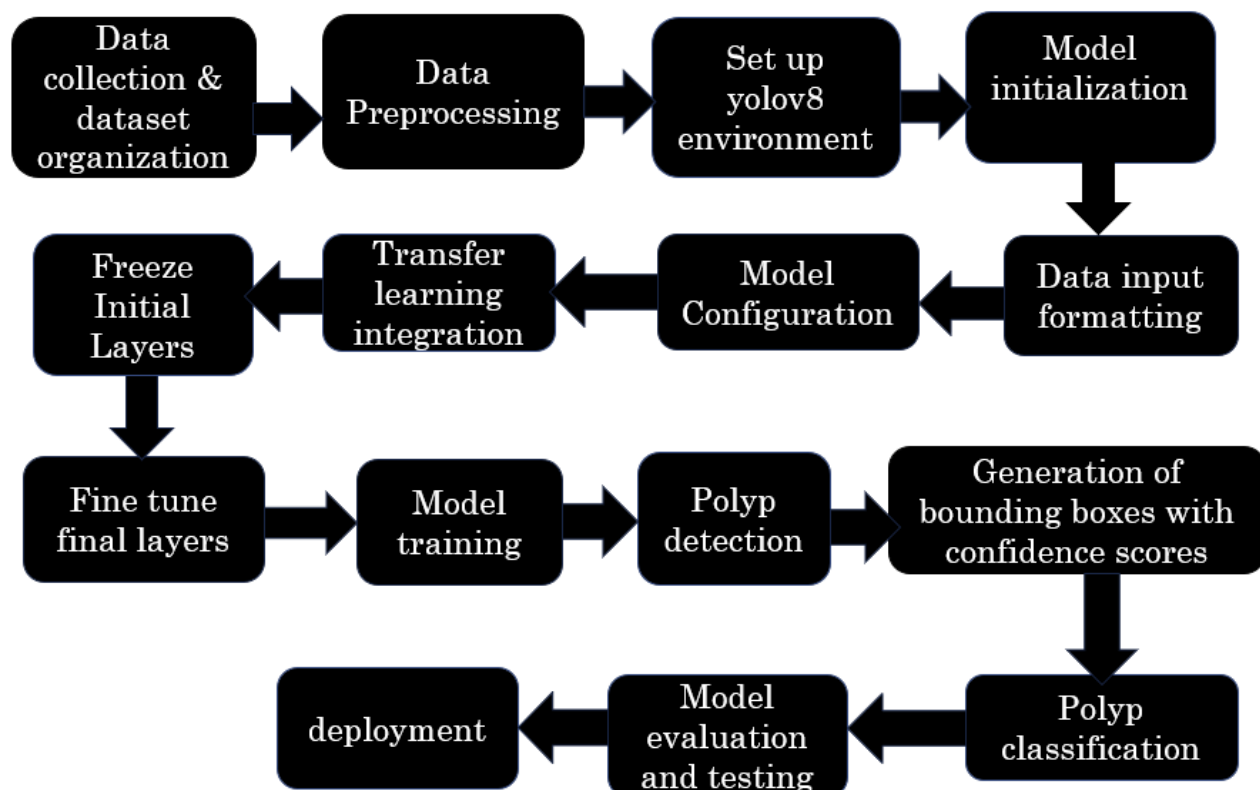 Data
collection &
dataset
organization
Data
Preprocessing
Set up
yolov8
environment
Model
initialization
Data input
formatting
Model
Configuration
Transfer
learning
integration
Freeze
Initial
Layers
Fine tune
final layers
Model
training
Polyp
detection
Generation of
bounding boxes with
confidence scores
Polyp
classification
Model
evaluation
and testing
deployment